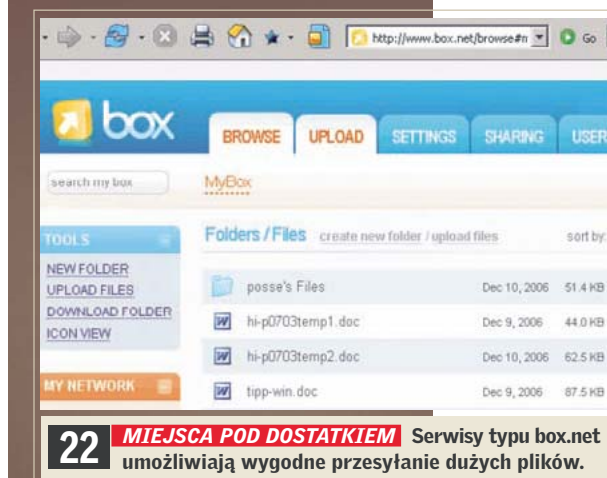 http://www.box.net/browse#n Go
box
BROWSE UPLOAD SETTINGS SHARING USER
search my box
MyBox
TOOLS
Folders / Files create new folder / upload files sort by:
NEW FOLDER
UPLOAD FILES
DOWNLOAD FOLDER
ICON VIEW
posse's Files Dec 10, 2006 51.4 KB
hi-p0703temp1.doc Dec 9, 2006 44.0 KB
hi-p0703temp2.doc Dec 10, 2006 62.5 KB
tipp-win.doc Dec 9, 2006 87.5 KB
MY NETWORK
22 MIEJSCA POD DOSTATKIEM Serwisy typu box.net
umożliwiają wygodne przesyłanie dużych plików.